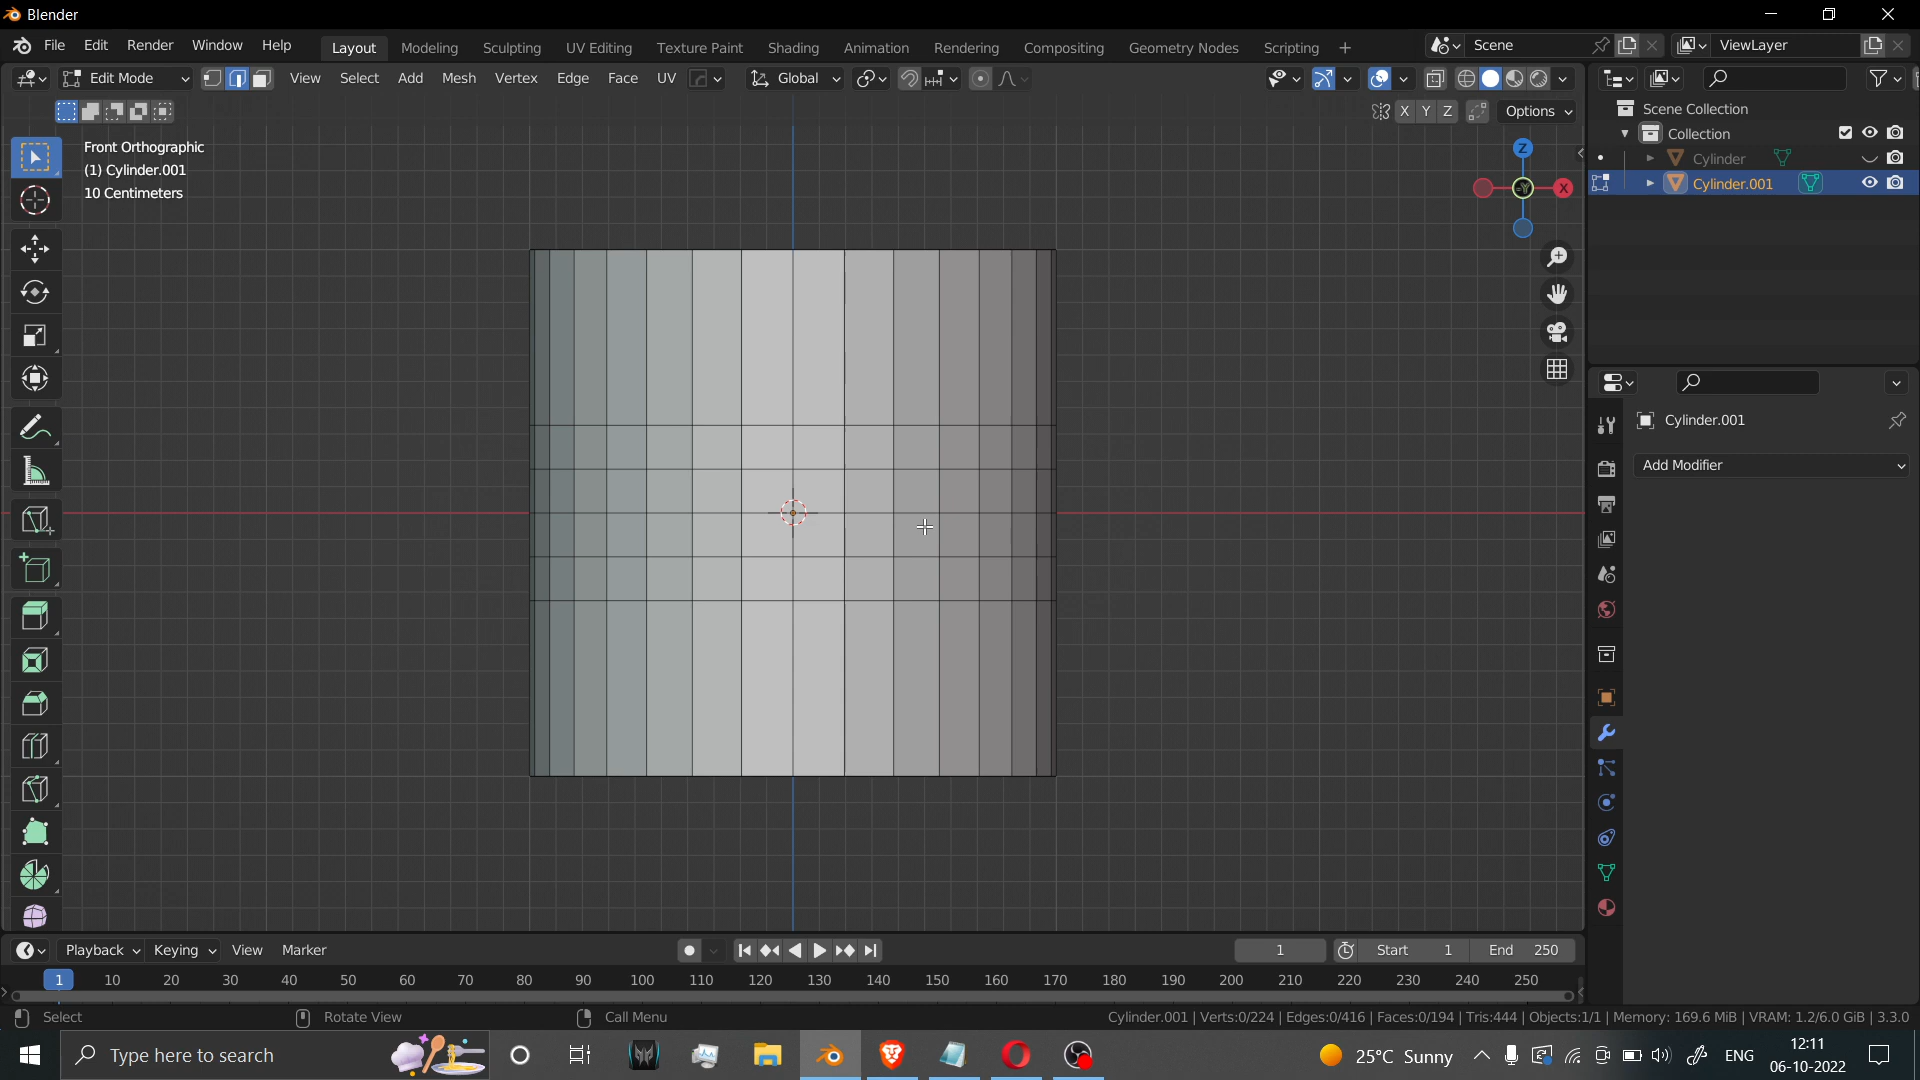 Blender
File Edit Render Window Help Layout Modeling Sculpting UV Editing Texture Paint Shading Animation Rendering Compositing Geometry Nodes Scripting + Scene ViewLayer
Edit Mode View Select Add Mesh Vertex Edge Face UV Global
X Y Z Options
Scene Collection
Collection
Cylinder
Cylinder.001
Front Orthographic
(1) Cylinder.001
10 Centimeters
Z
-Y X
Cylinder.001
Add Modifier
Playback Keying View Marker 1 Start 1 End 250
1 10 20 30 40 50 60 70 80 90 100 110 120 130 140 150 160 170 180 190 200 210 220 230 240 250
Select Rotate View Call Menu Cylinder.001 | Verts:0/224 | Edges:0/416 | Faces:0/194 | Tris:444 | Objects:1/1 | Memory: 169.6 MiB | VRAM: 1.2/6.0 GiB | 3.3.0
Type here to search 25°C Sunny ENG 12:11
06-10-2022